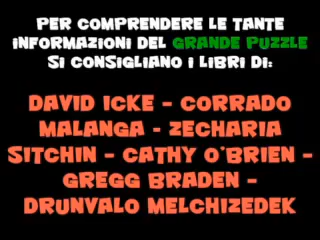 PER COMPRENDERE LE TANTE
INFORMAZIONI DEL GRANDE PUZZLE
SI CONSIGLIANO I LIBRI DI:
DAVID ICKE - CORRADO
MALANGA - ZECHARIA
SITCHIN - CATHY O'BRIEN -
GREGG BRADEN -
DRUNVALO MELCHIZEDEK